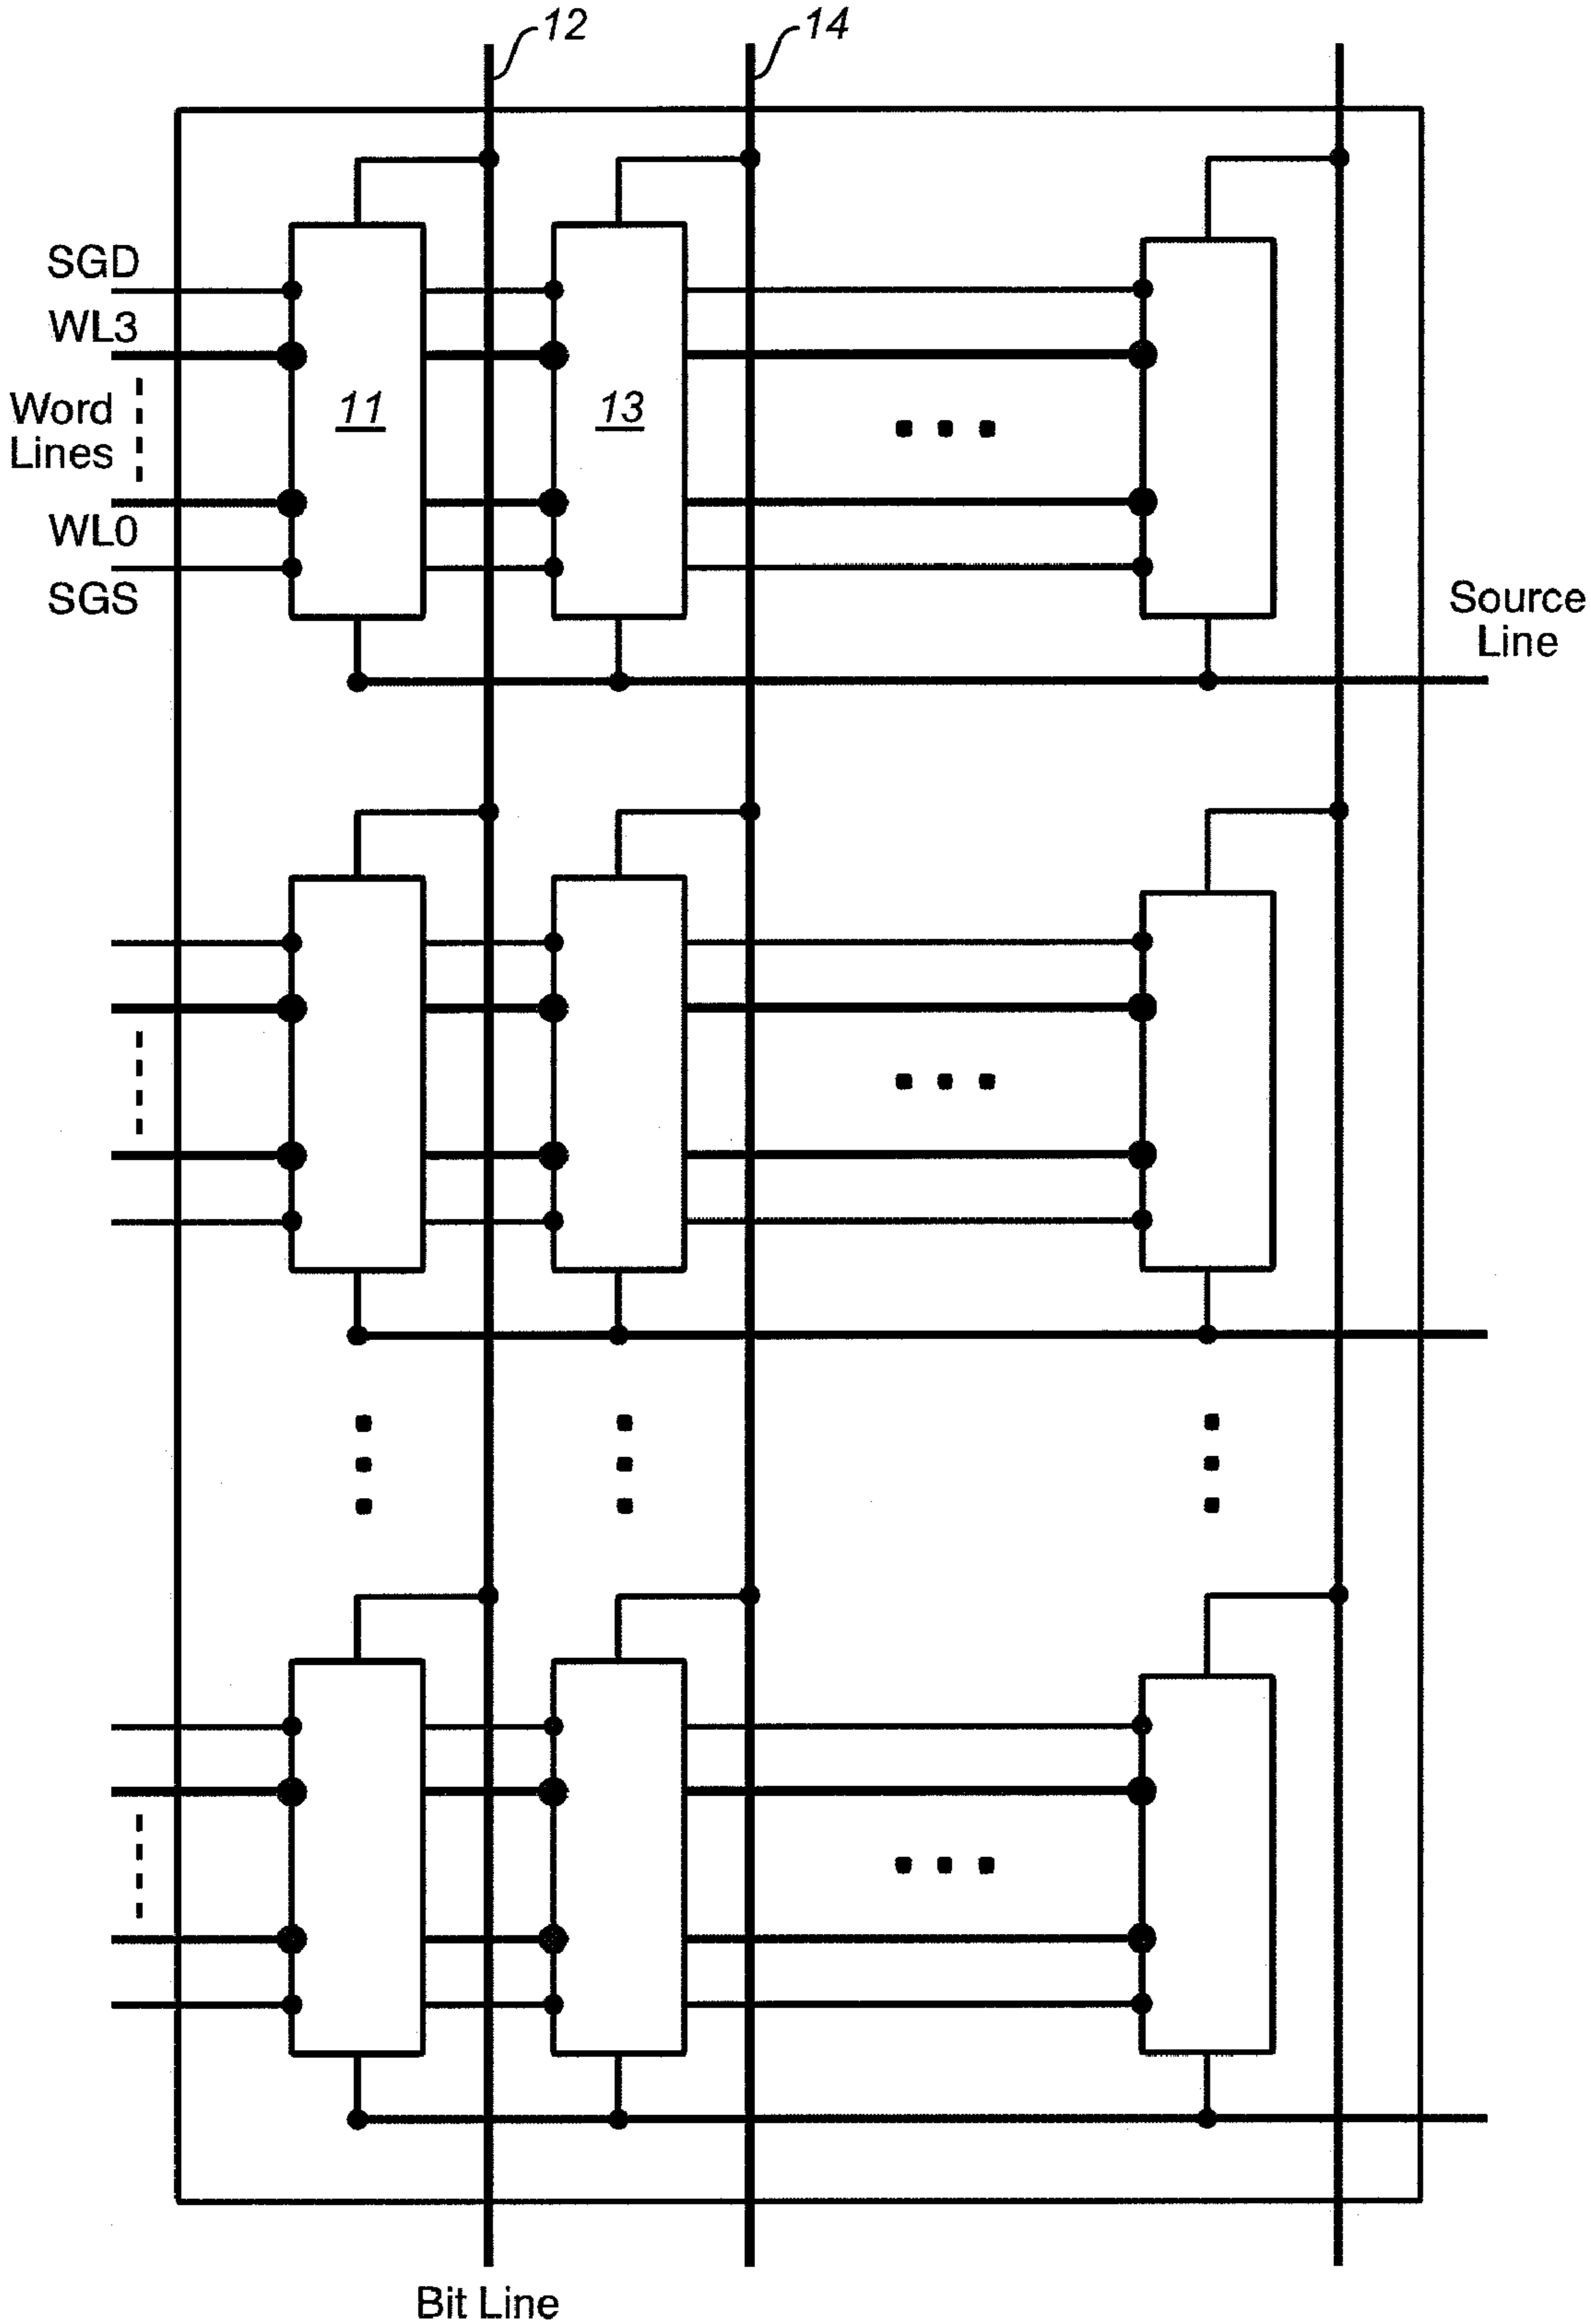 12
14
SGD
WL3
Word
Lines
11
13
WL0
SGS
Source
Line
Bit Line